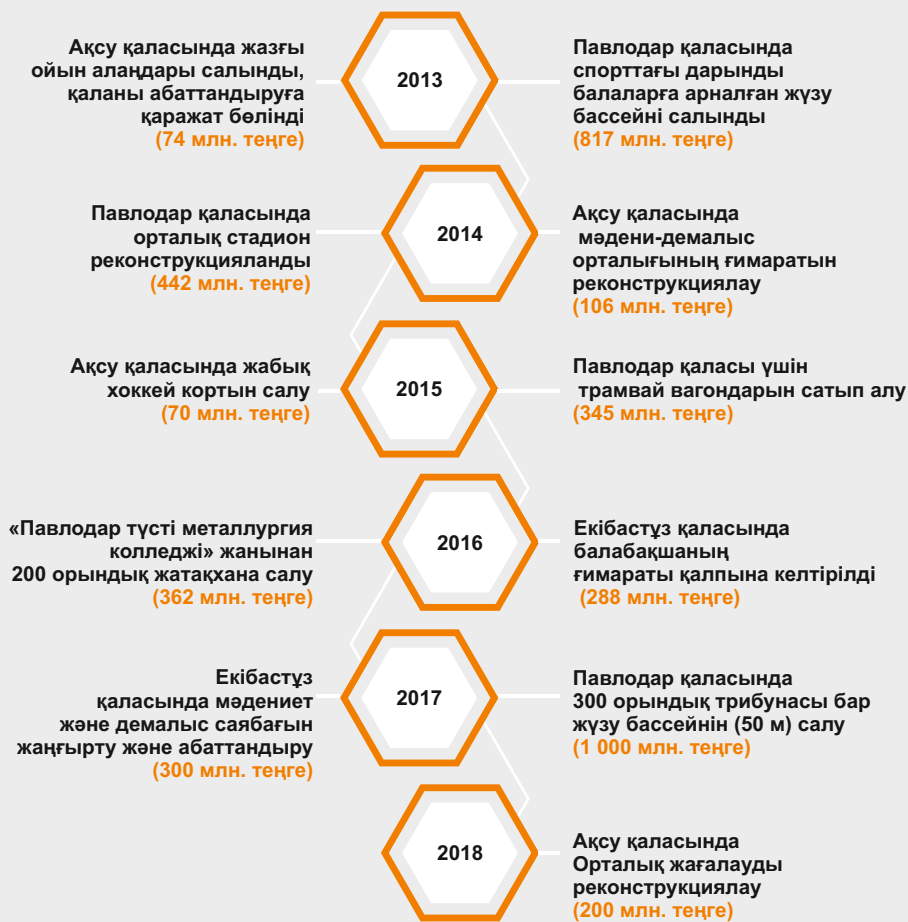 Ақсу қаласында жазғы
ойын алаңдары салынды,
қаланы абаттандыруға
қаражат бөлінді
(74 млн. теңге)
2013
Павлодар қаласында
спорттағы дарынды
балаларға арналған жүзу
бассейні салынды
(817 млн. теңге)
Павлодар қаласында
орталық стадион
реконструкцияланды
(442 млн. теңге)
2014
Ақсу қаласында
мәдени-демалыс
орталығының ғимаратын
реконструкциялау
(106 млн. теңге)
Ақсу қаласында жабық
хоккей кортын салу
(70 млн. теңге)
2015
Павлодар қаласы үшін
трамвай вагондарын сатып алу
(345 млн. теңге)
«Павлодар түсті металлургия
колледжі» жанынан
200 орындық жатақхана салу
(362 млн. теңге)
2016
Екібастұз қаласында
балабақшаның
ғимараты қалпына келтірілді
(288 млн. теңге)
Екібастұз
қаласында мәдениет
және демалыс саябағын
жаңғырту және абаттандыру
(300 млн. теңге)
2017
Павлодар қаласында
300 орындық трибунасы бар
жүзу бассейнін (50 м) салу
(1 000 млн. теңге)
2018
Ақсу қаласында
Орталық жағалауды
реконструкциялау
(200 млн. теңге)